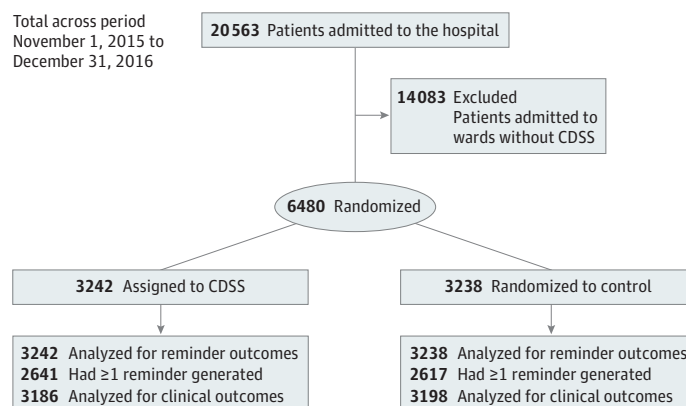 Total across period
November 1, 2015 to
December 31, 2016
20563 Patients admitted to the hospital
14083 Excluded
Patients admitted to
wards without CDSS
6480 Randomized
3242 Assigned to CDSS
3238 Randomized to control
3242 Analyzed for reminder outcomes
2641 Had ≥1 reminder generated
3186 Analyzed for clinical outcomes
3238 Analyzed for reminder outcomes
2617 Had ≥1 reminder generated
3198 Analyzed for clinical outcomes